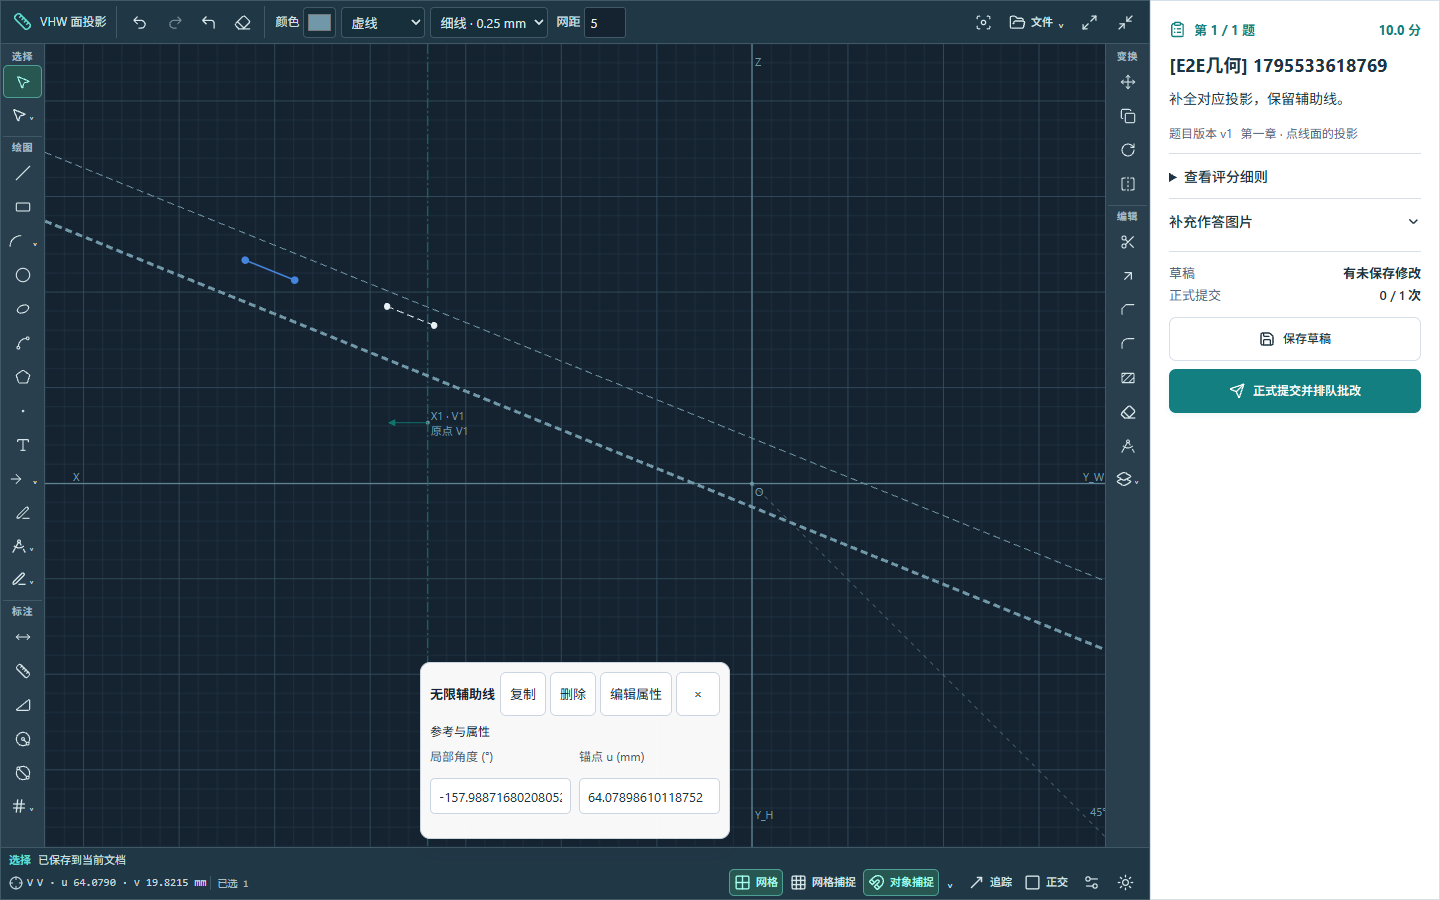 VHW 面投影
颜色
虚线
细线 · 0.25 mm
网距
5
文件
选择
绘图
标注
变换
编辑
Z
X1 · V1
原点 V1
X
O
Y_W
Y_H
45°
无限辅助线
复制
删除
编辑属性
×
参考与属性
局部角度 (°)
锚点 u (mm)
-157.98871680208052
64.07898610118752
选择 已保存到当前文档
V V · u 64.0790 · v 19.8215 mm
已选 1
网格
网格捕捉
对象捕捉
追踪
正交
第 1 / 1 题
10.0 分
[E2E几何] 1795533618769
补全对应投影，保留辅助线。
题目版本 v1 第一章 · 点线面的投影
查看评分细则
补充作答图片
草稿
有未保存修改
正式提交
0 / 1 次
保存草稿
正式提交并排队批改